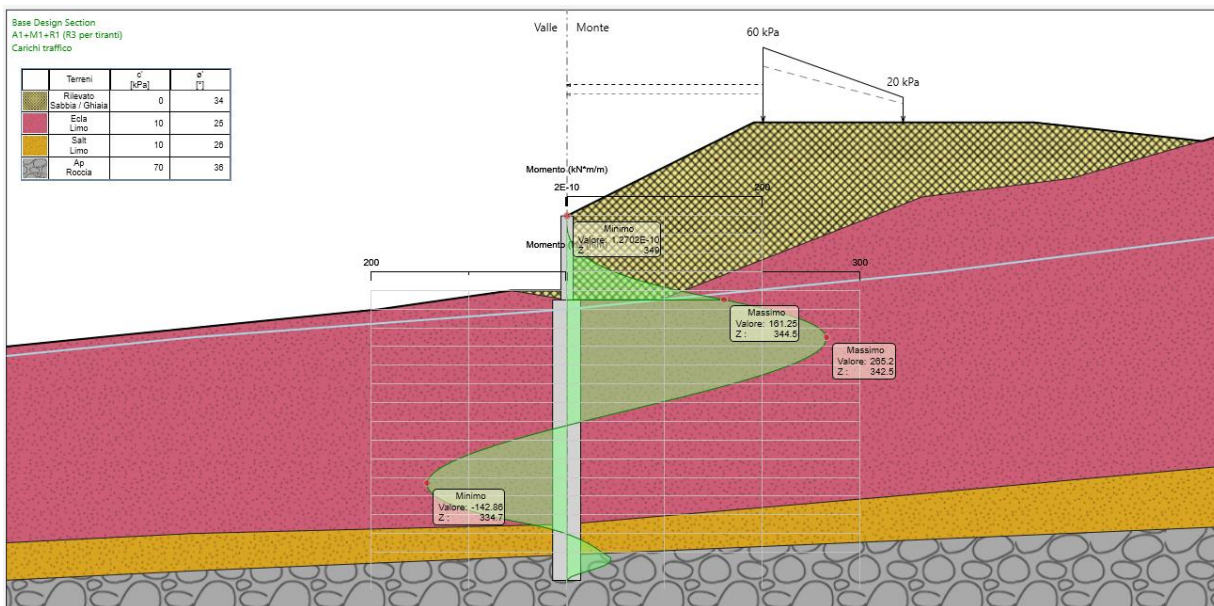 Base Design Section
A1+M1+R1 (R3 per tiranti)
Carichi traffico
Terreni c' [kPa] ø' [°]
Rilevato
Sabbia / Ghiaia 0 34
Ecla
Limo 10 25
Salt
Limo 10 26
Ap
Roccia 70 36
Valle Monte
60 kPa
20 kPa
Momento (kN*m/m)
2E-10 200
Minimo
Valore: 1.2702E-10
Z : 349
Momento
200 300
Massimo
Valore: 161.25
Z : 344.5
Massimo
Valore: 265.2
Z : 342.5
Minimo
Valore: -142.86
Z : 334.7